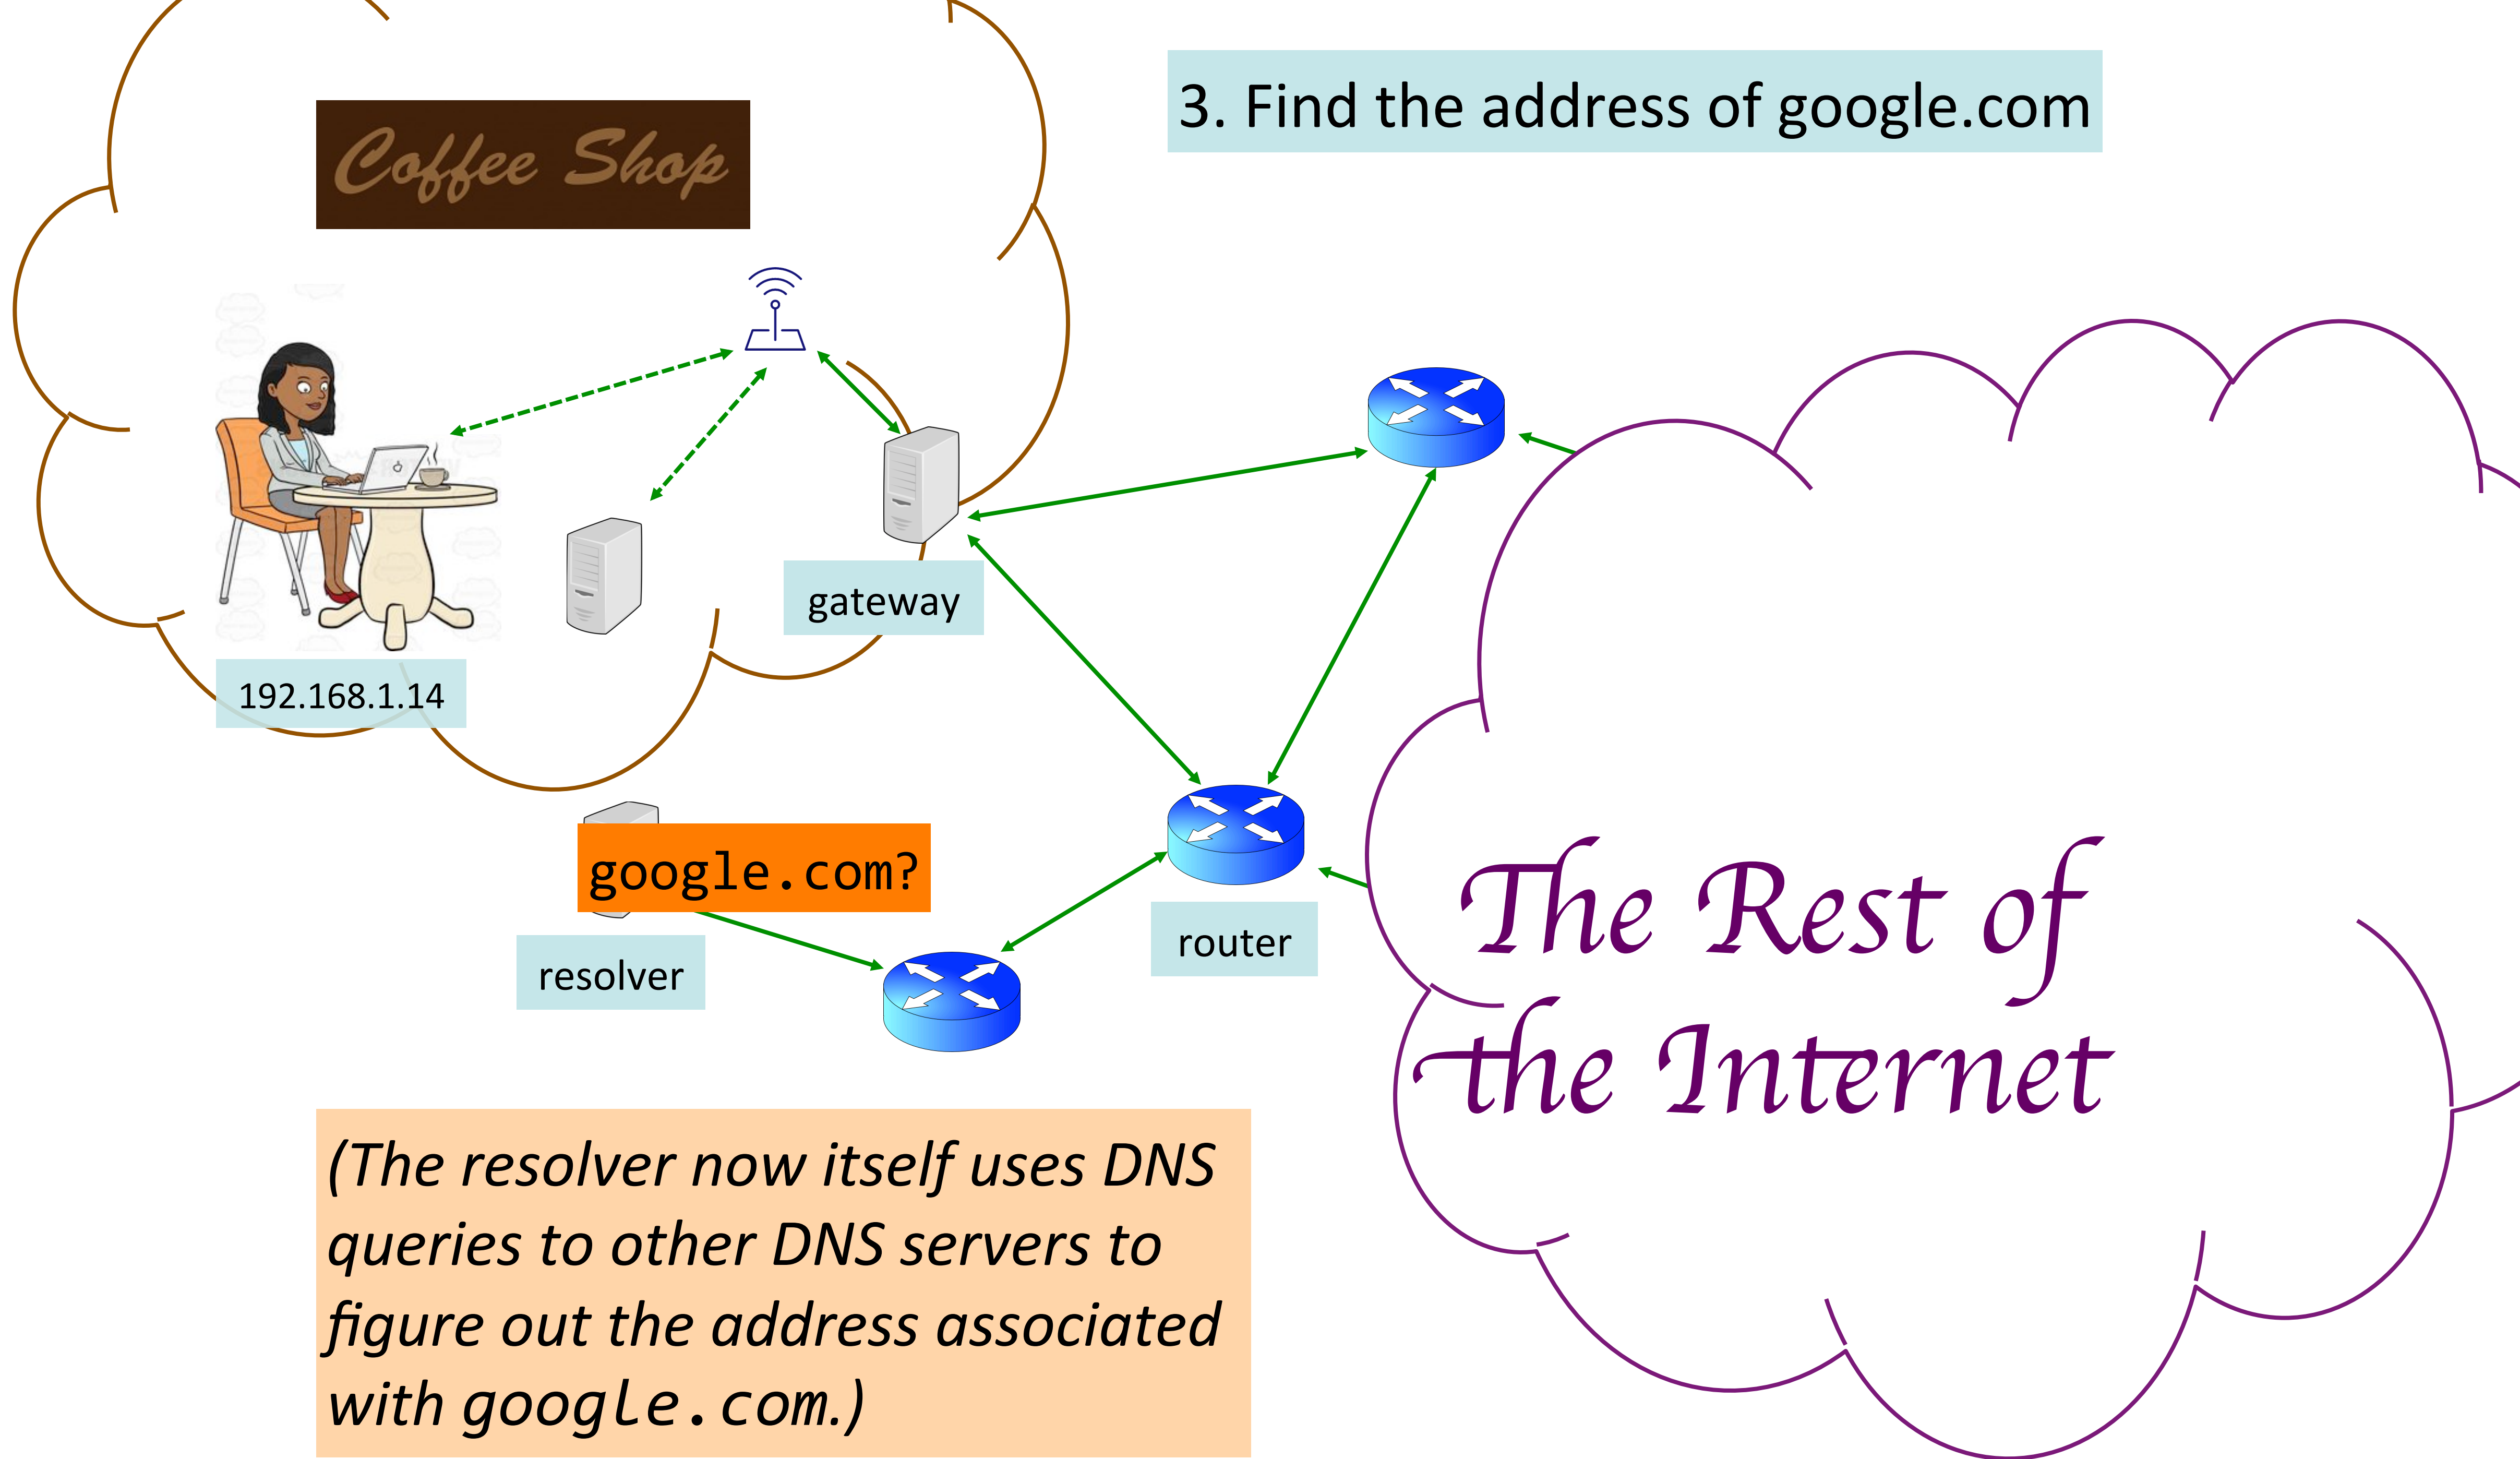 3. Find the address of google.com
Coffee Shop
gateway
192.168.1.14
google.com?
resolver
router
The Rest of
the Internet
(The resolver now itself uses DNS
queries to other DNS servers to
figure out the address associated
with google.com.)